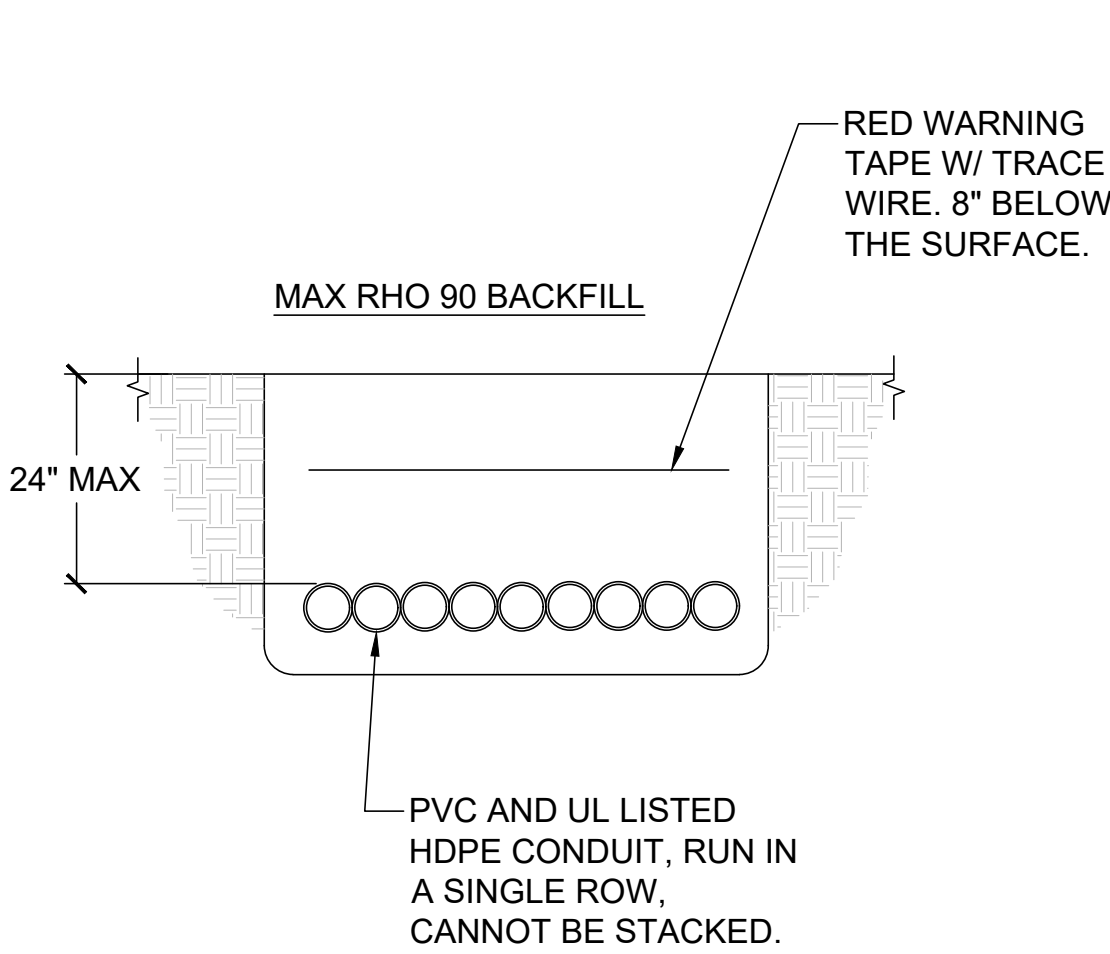 RED WARNING
TAPE W/ TRACE
WIRE. 8" BELOW
THE SURFACE.
MAX RHO 90 BACKFILL
24" MAX
PVC AND UL LISTED
HDPE CONDUIT, RUN IN
A SINGLE ROW,
CANNOT BE STACKED.